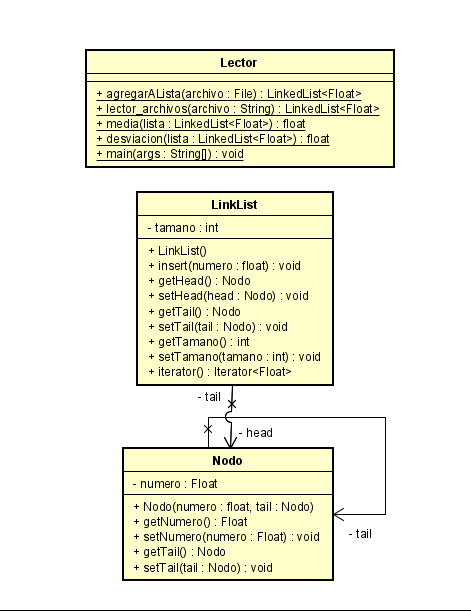 Lector
+ agregarALista(archivo : File) : LinkedList<Float>
+ lector_archivos(archivo : String) : LinkedList<Float>
+ media(lista : LinkedList<Float>) : float
+ desviacion(lista : LinkedList<Float>) : float
+ main(args : String[]) : void
LinkList
- tamano : int
+ LinkList()
+ insert(numero : float) : void
+ getHead() : Nodo
+ setHead(head : Nodo) : void
+ getTail() : Nodo
+ setTail(tail : Nodo) : void
+ getTamano() : int
+ setTamano(tamano : int) : void
+ iterator() : Iterator<Float>
- tail
- head
Nodo
- numero : Float
+ Nodo(numero : float, tail : Nodo)
+ getNumero() : Float
+ setNumero(numero : Float) : void
+ getTail() : Nodo
+ setTail(tail : Nodo) : void
- tail